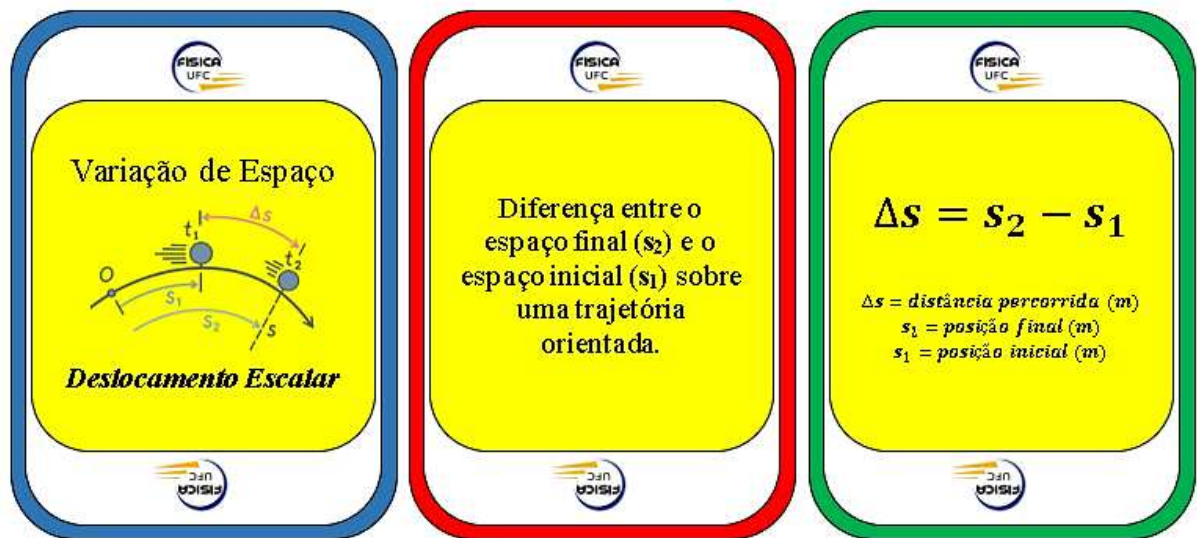 FISICA
UFC
Variação de Espaço
Δs
t₁
t₂
O
S₁
S₂
s
Deslocamento Escalar
UFC
FISICA
FISICA
UFC
Diferença entre o
espaço final (s₂) e o
espaço inicial (s₁) sobre
uma trajetória
orientada.
UFC
FISICA
FISICA
UFC
Δs = s₂ − s₁
Δs = distância percorrida (m)
s₂ = posição final (m)
s₁ = posição inicial (m)
UFC
FISICA